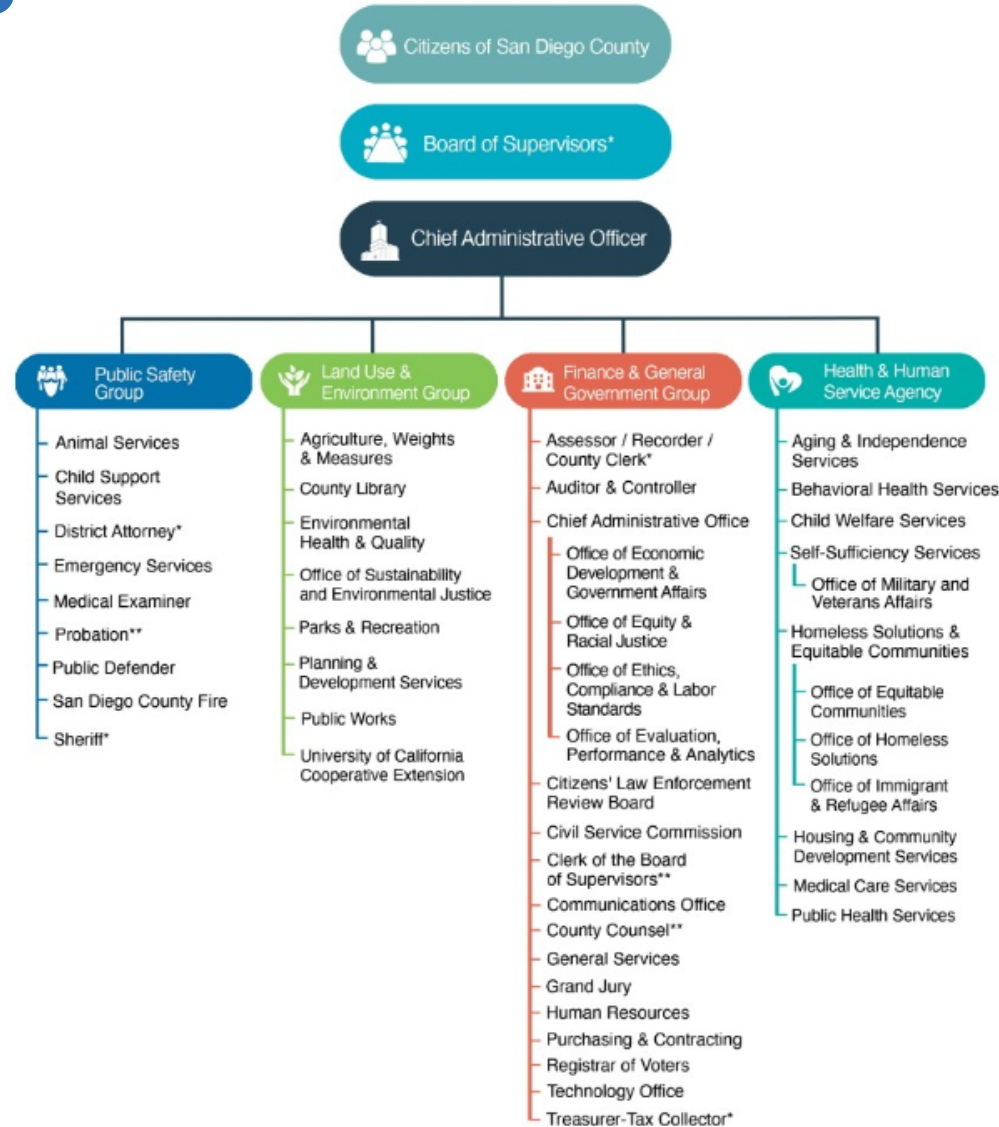 Citizens of San Diego County
Board of Supervisors*
Chief Administrative Officer
Public Safety
Group
Animal Services
Child Support
Services
District Attorney*
Emergency Services
Medical Examiner
Probation**
Public Defender
San Diego County Fire
Sheriff*
Land Use &
Environment Group
Agriculture, Weights
& Measures
County Library
Environmental
Health & Quality
Office of Sustainability
and Environmental Justice
Parks & Recreation
Planning &
Development Services
Public Works
University of California
Cooperative Extension
Finance & General
Government Group
Assessor / Recorder /
County Clerk*
Auditor & Controller
Chief Administrative Office
Office of Economic
Development &
Government Affairs
Office of Equity &
Racial Justice
Office of Ethics,
Compliance & Labor
Standards
Office of Evaluation,
Performance & Analytics
Citizens' Law Enforcement
Review Board
Civil Service Commission
Clerk of the Board
of Supervisors**
Communications Office
County Counsel**
General Services
Grand Jury
Human Resources
Purchasing & Contracting
Registrar of Voters
Technology Office
Treasurer-Tax Collector*
Health & Human
Service Agency
Aging & Independence
Services
Behavioral Health Services
Child Welfare Services
Self-Sufficiency Services
Office of Military and
Veterans Affairs
Homeless Solutions &
Equitable Communities
Office of Equitable
Communities
Office of Homeless
Solutions
Office of Immigrant
& Refugee Affairs
Housing & Community
Development Services
Medical Care Services
Public Health Services